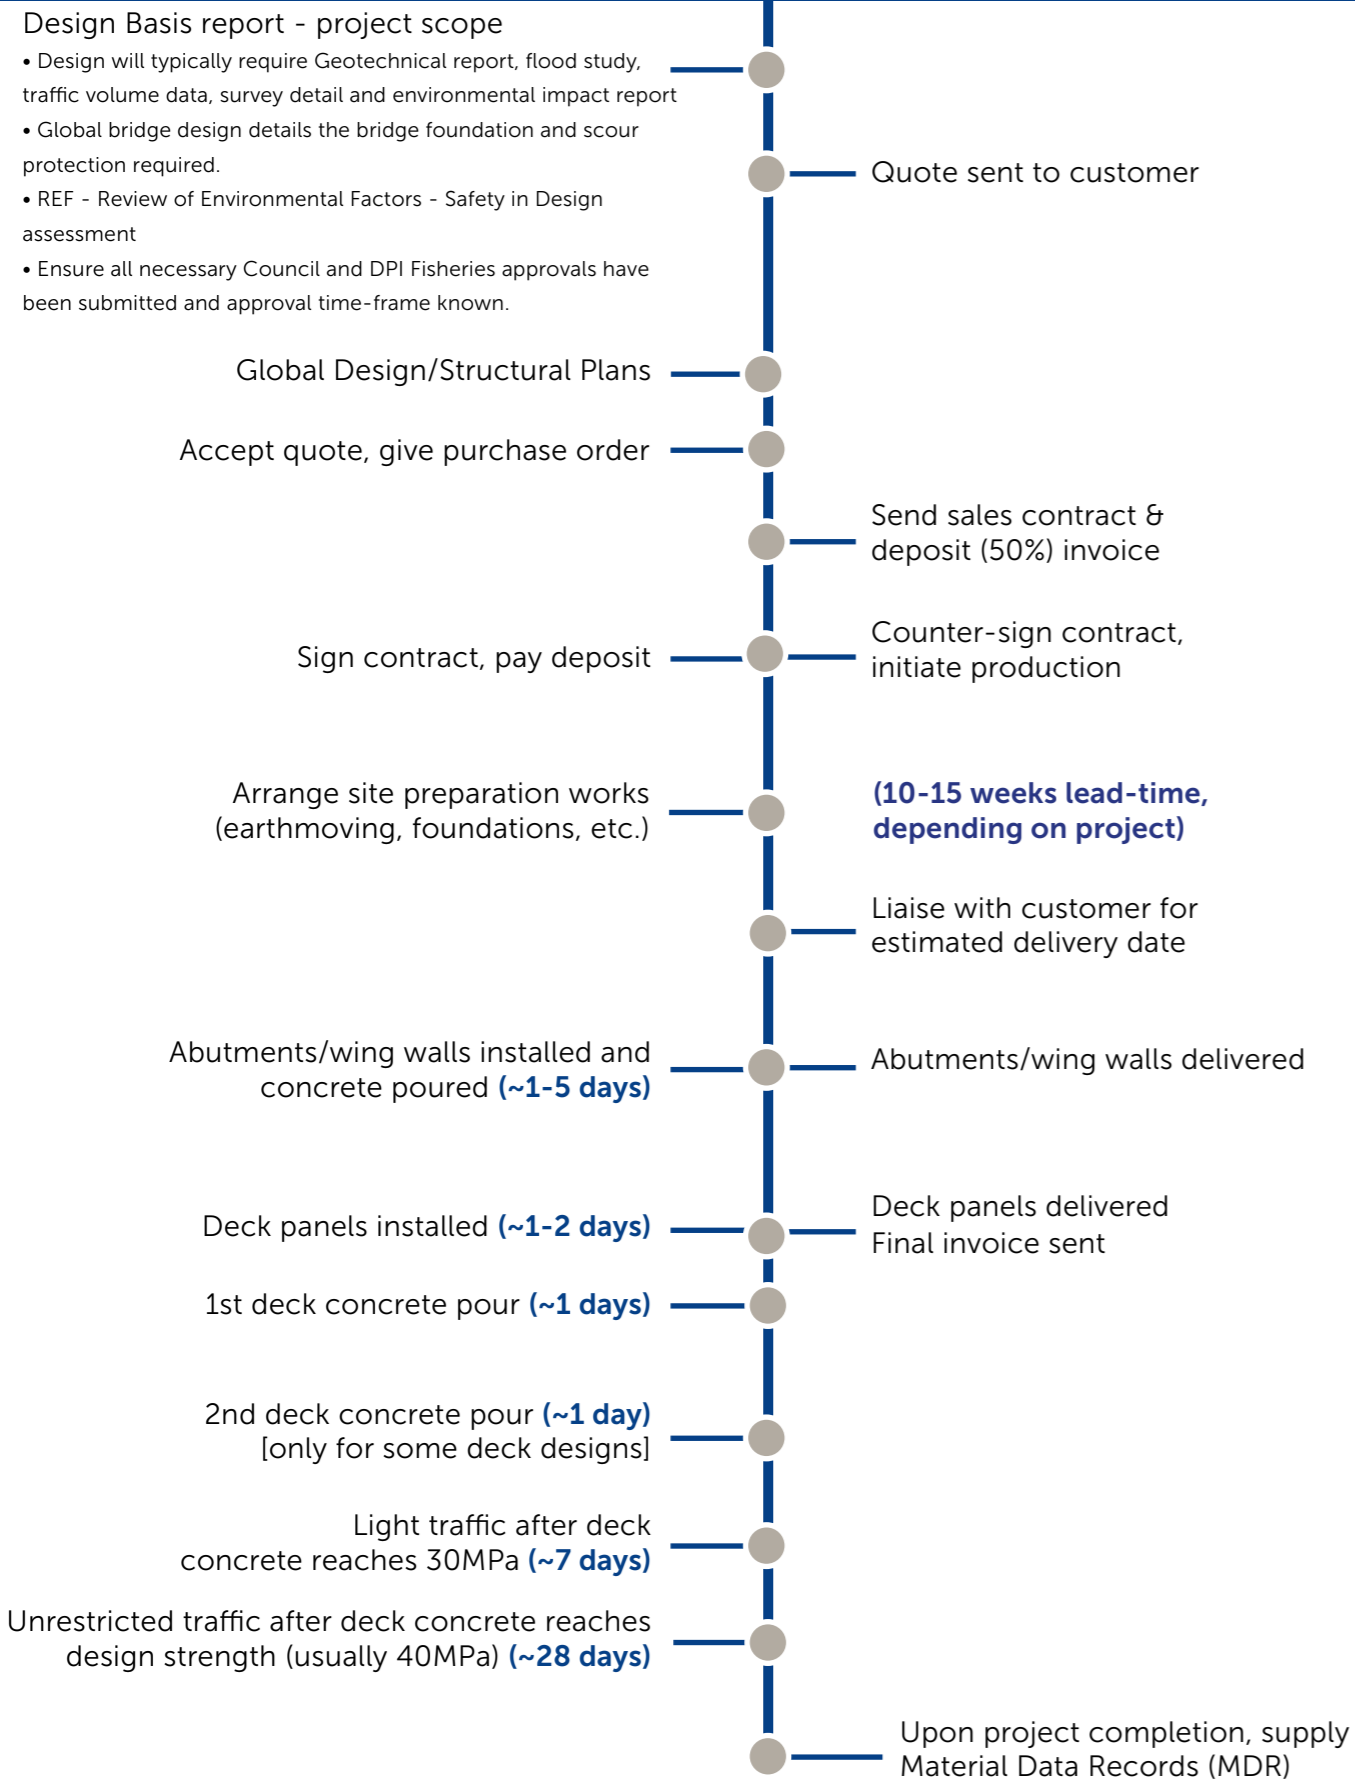 Design Basis report - project scope
• Design will typically require Geotechnical report, flood study,
traffic volume data, survey detail and environmental impact report
• Global bridge design details the bridge foundation and scour
protection required.
• REF - Review of Environmental Factors - Safety in Design
assessment
• Ensure all necessary Council and DPI Fisheries approvals have
been submitted and approval time-frame known.
Quote sent to customer
Global Design/Structural Plans
Accept quote, give purchase order
Send sales contract &
deposit (50%) invoice
Sign contract, pay deposit
Counter-sign contract,
initiate production
Arrange site preparation works
(earthmoving, foundations, etc.)
(10-15 weeks lead-time,
depending on project)
Liaise with customer for
estimated delivery date
Abutments/wing walls installed and
concrete poured (~1-5 days)
Abutments/wing walls delivered
Deck panels installed (~1-2 days)
Deck panels delivered
Final invoice sent
1st deck concrete pour (~1 days)
2nd deck concrete pour (~1 day)
[only for some deck designs]
Light traffic after deck
concrete reaches 30MPa (~7 days)
Unrestricted traffic after deck concrete reaches
design strength (usually 40MPa) (~28 days)
Upon project completion, supply
Material Data Records (MDR)